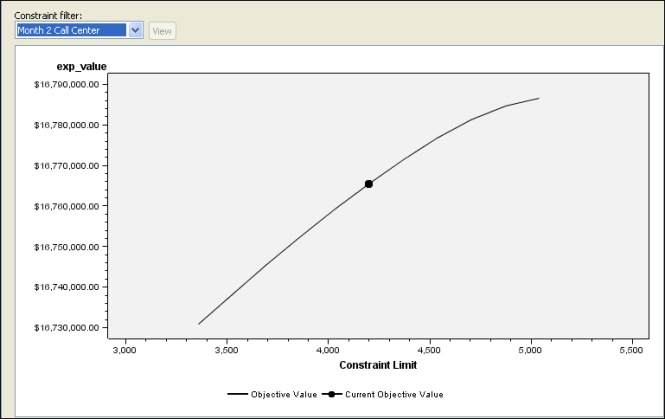 Constraint filter:
Month 2 Call Center View
exp_value
$16,790,000.00
$16,780,000.00
$16,770,000.00
$16,760,000.00
$16,750,000.00
$16,740,000.00
$16,730,000.00
3,000 3,500 4,000 4,500 5,000 5,500
Constraint Limit
Objective Value Current Objective Value